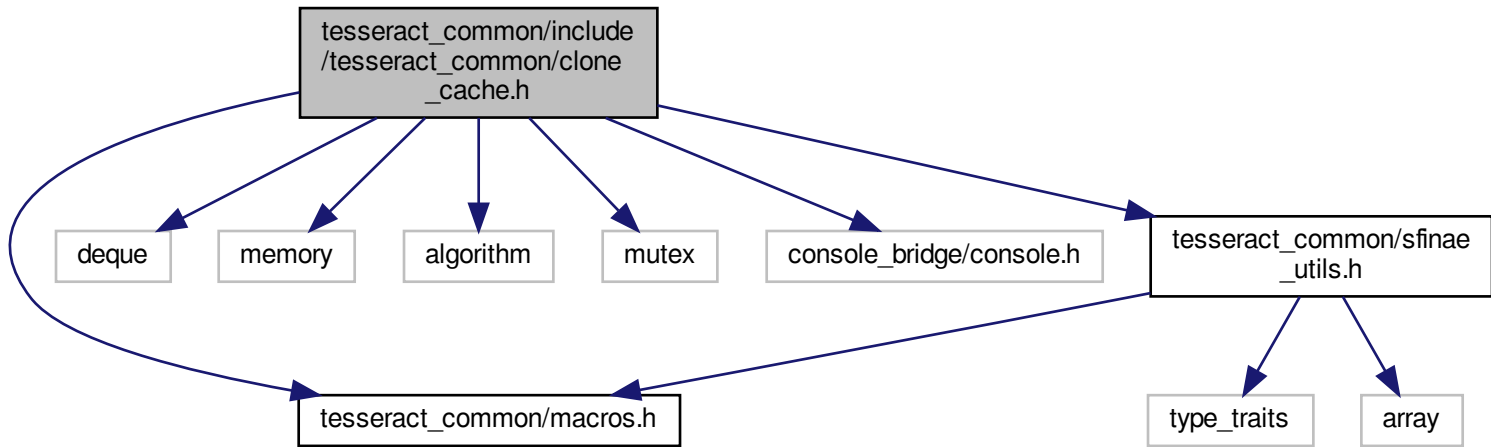 tesseract_common/include
/tesseract_common/clone
_cache.h
deque
memory
algorithm
mutex
console_bridge/console.h
tesseract_common/sfinae
_utils.h
tesseract_common/macros.h
type_traits
array